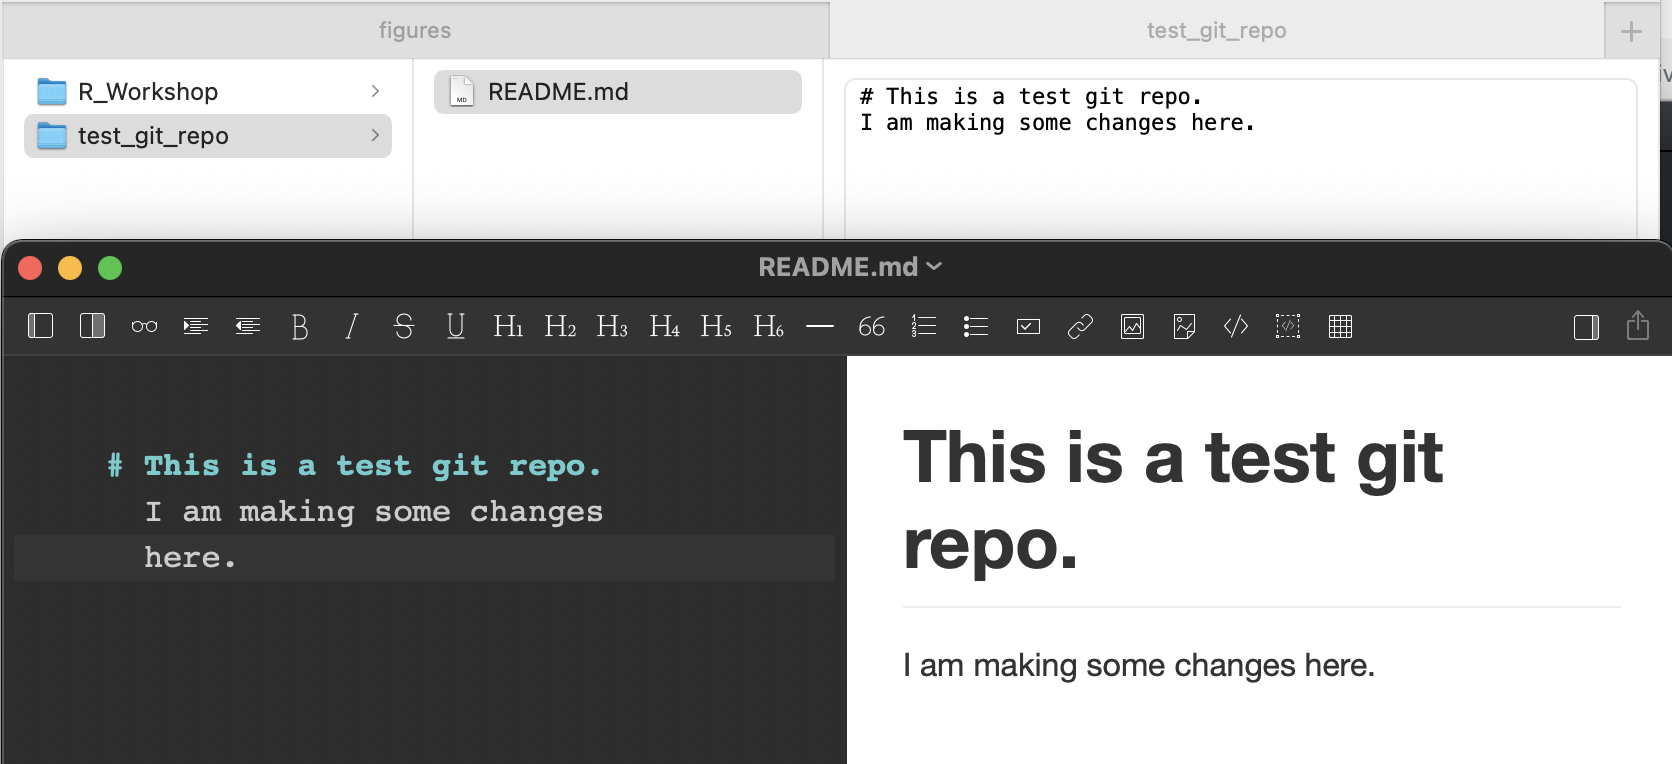 figures
test_git_repo
+
R_Workshop
test_git_repo
MD
README.md
# This is a test git repo.
I am making some changes here.
README.md
B I S U H1 H2 H3 H4 H5 H6 66
# This is a test git repo.
I am making some changes
here.
This is a test git
repo.
I am making some changes here.